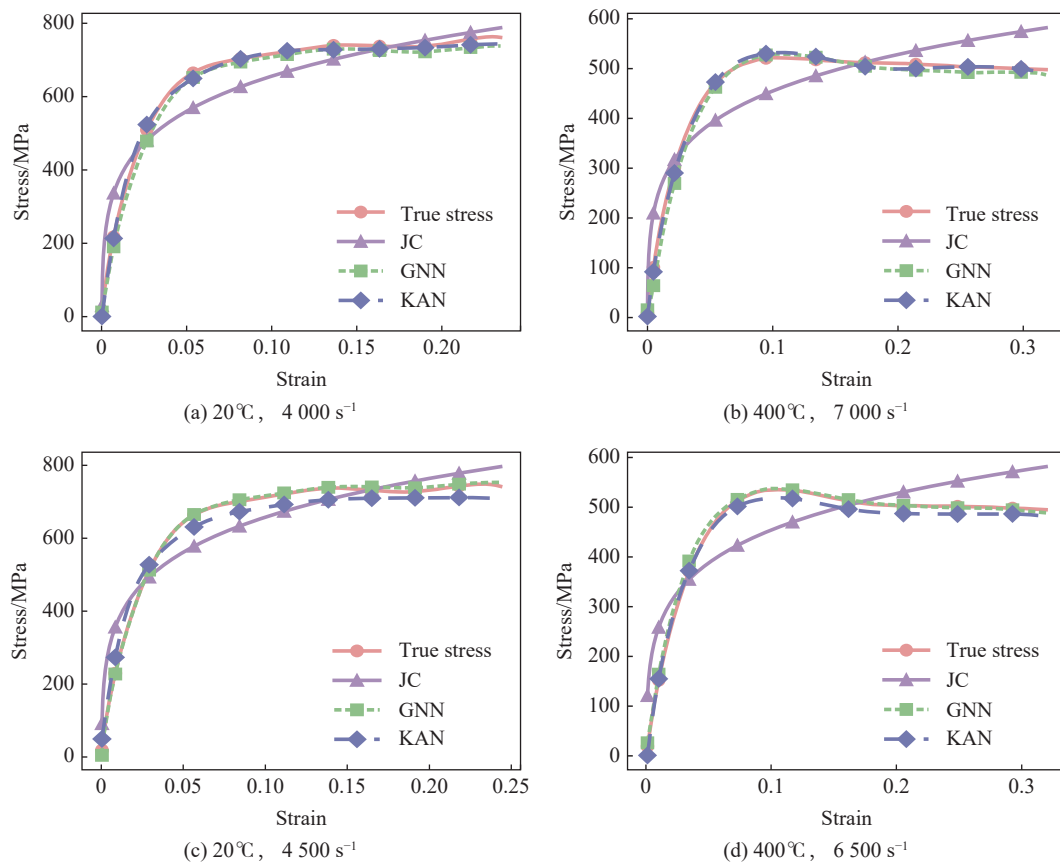 800
600
400
200
0
Stress/MPa
True stress
JC
GNN
KAN
0 0.05 0.10 0.15 0.20
Strain
(a) 20℃, 4 000 s⁻¹
600
500
400
300
200
100
0
Stress/MPa
True stress
JC
GNN
KAN
0 0.1 0.2 0.3
Strain
(b) 400℃, 7 000 s⁻¹
800
600
400
200
0
Stress/MPa
True stress
JC
GNN
KAN
0 0.05 0.10 0.15 0.20 0.25
Strain
(c) 20℃, 4 500 s⁻¹
600
500
400
300
200
100
0
Stress/MPa
True stress
JC
GNN
KAN
0 0.1 0.2 0.3
Strain
(d) 400℃, 6 500 s⁻¹